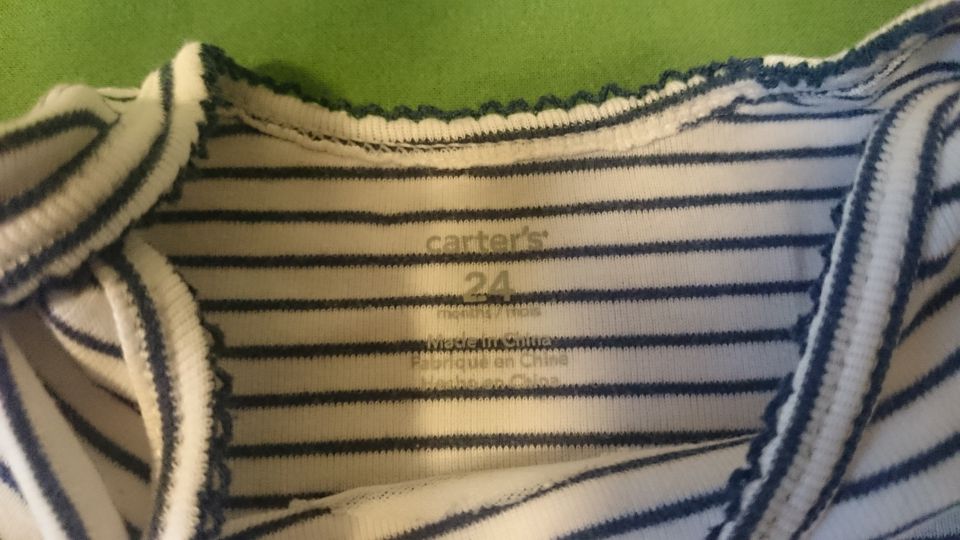 carter's
24
months / mois
Made in China
Fabriqué en Chine
Hecho en China